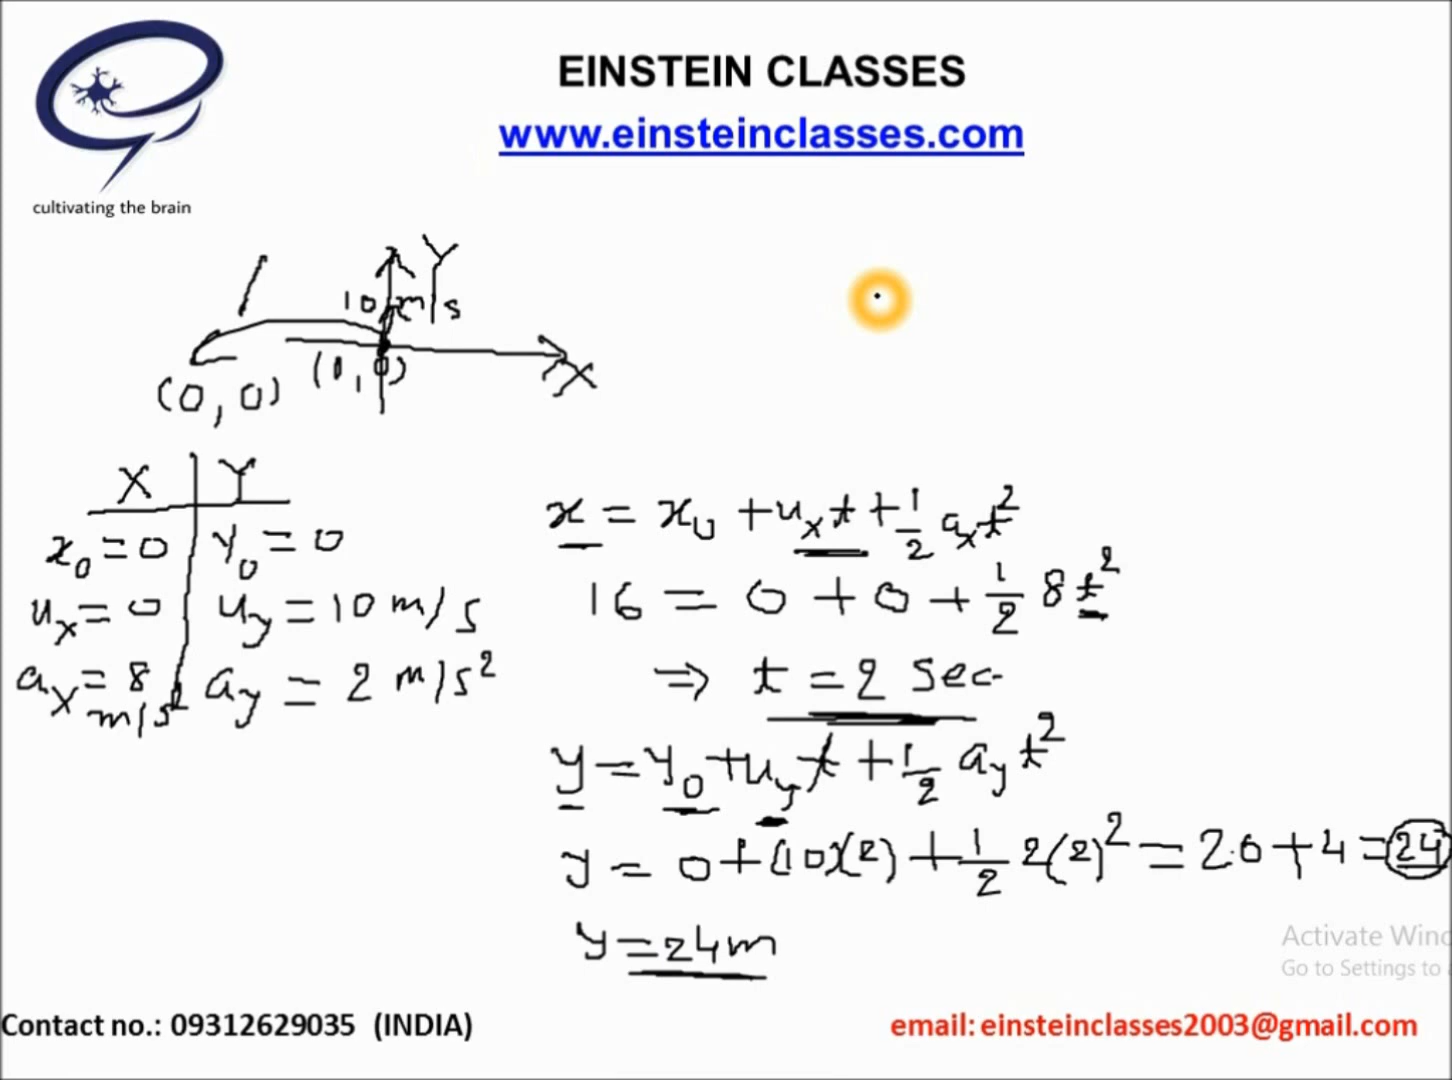 EINSTEIN CLASSES
www.einsteinclasses.com
cultivating the brain
Y
10 m/s
(0,0)
(0,0)
X
X Y
x₀ = 0 y₀ = 0
uₓ = 0 u_y = 10 m/s
aₓ = 8 m/s² a_y = 2 m/s²
x = x₀ + uₓt + 1/2 aₓt²
16 = 0 + 0 + 1/2 8t²
⇒ t = 2 sec
y = y₀ + u_y t + 1/2 a_y t²
y = 0 + (10)(2) + 1/2 2(2)² = 20 + 4 = 24
y = 24m
Activate Wind
Go to Settings to
Contact no.: 09312629035 (INDIA)
email: einsteinclasses2003@gmail.com